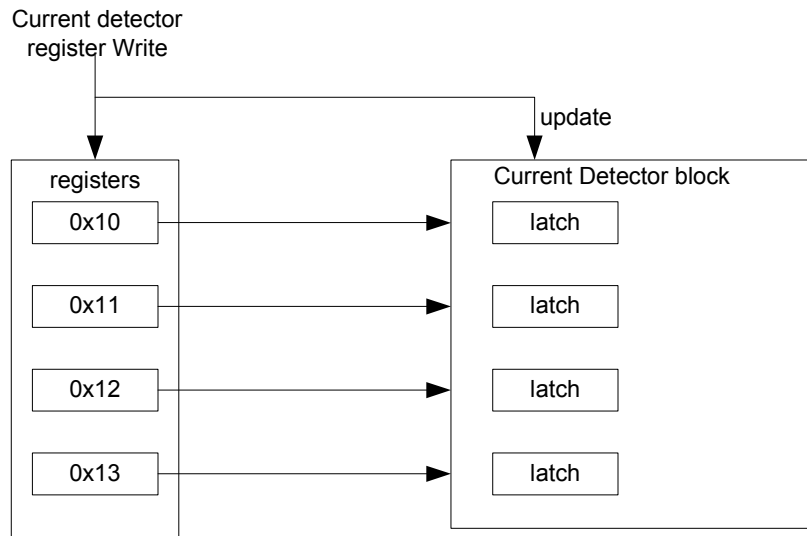 Current detector
register Write
update
registers
Current Detector block
0x10
latch
0x11
latch
0x12
latch
0x13
latch